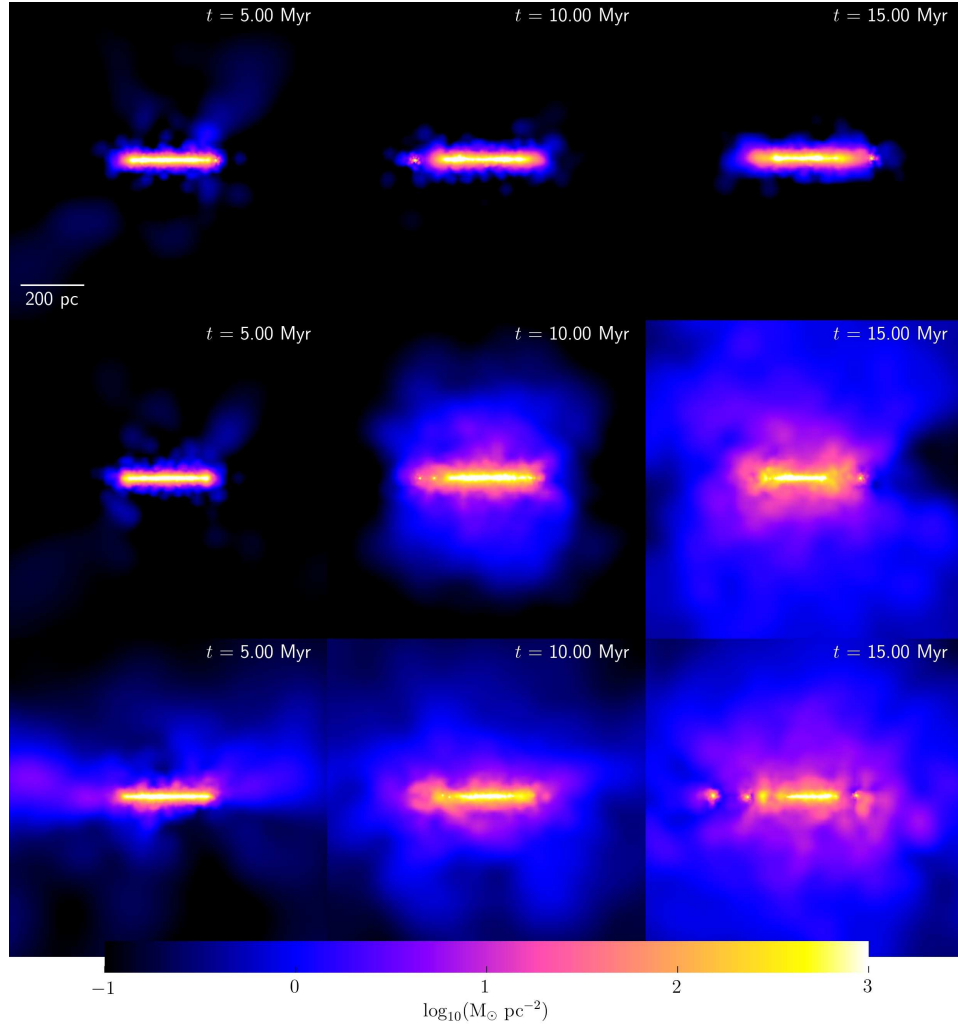 t = 5.00 Myr
t = 10.00 Myr
t = 15.00 Myr
200 pc
t = 5.00 Myr
t = 10.00 Myr
t = 15.00 Myr
t = 5.00 Myr
t = 10.00 Myr
t = 15.00 Myr
−1 0 1 2 3
log₁₀(M☉ pc⁻²)